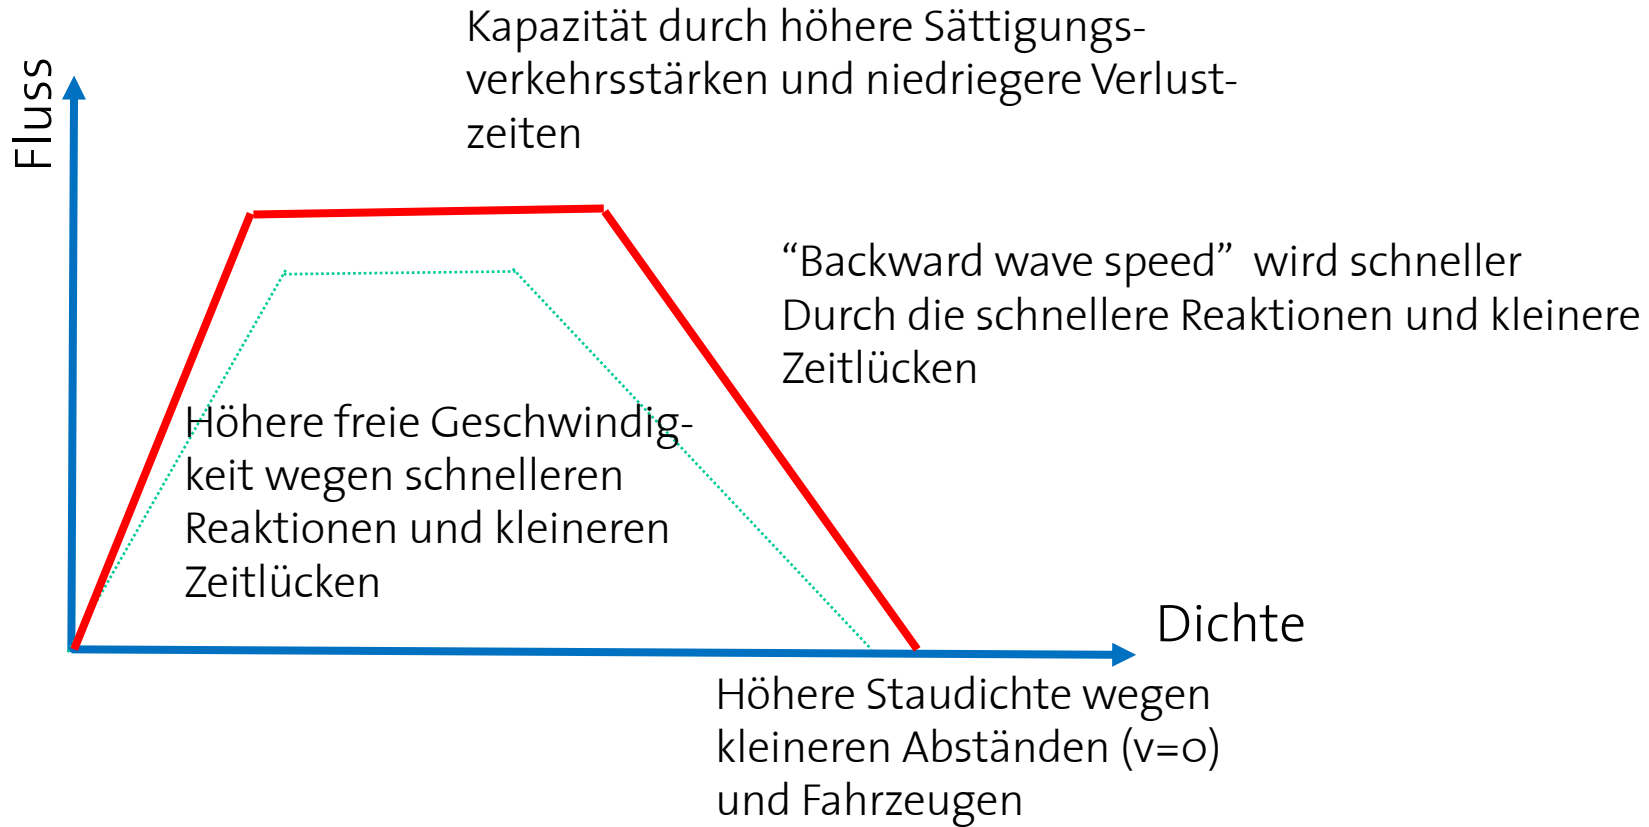 Kapazität durch höhere Sättigungs-
verkehrsstärken und niedriegere Verlust-
zeiten
Fluss
“Backward wave speed” wird schneller
Durch die schnellere Reaktionen und kleinere
Zeitlücken
Höhere freie Geschwindig-
keit wegen schnelleren
Reaktionen und kleineren
Zeitlücken
Dichte
Höhere Staudichte wegen
kleineren Abständen (v=0)
und Fahrzeugen